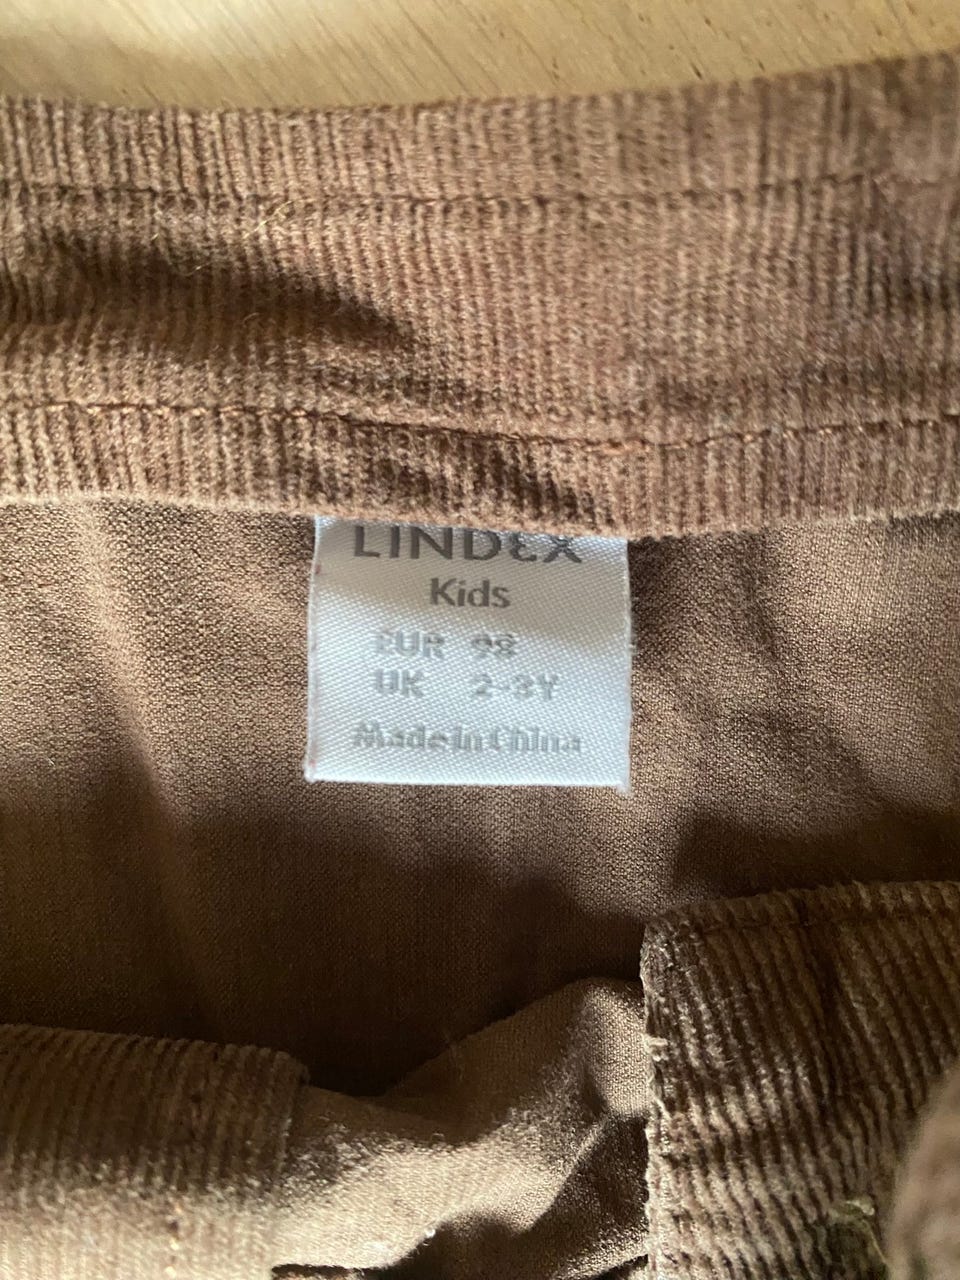 LINDEX
Kids
EUR 98
UK 2-3Y
Made in China